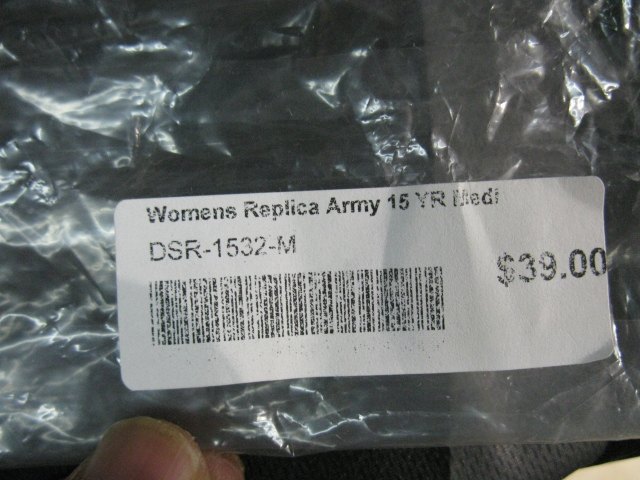 Womens Replica Army 15 YR Medi
DSR-1532-M
$39.00